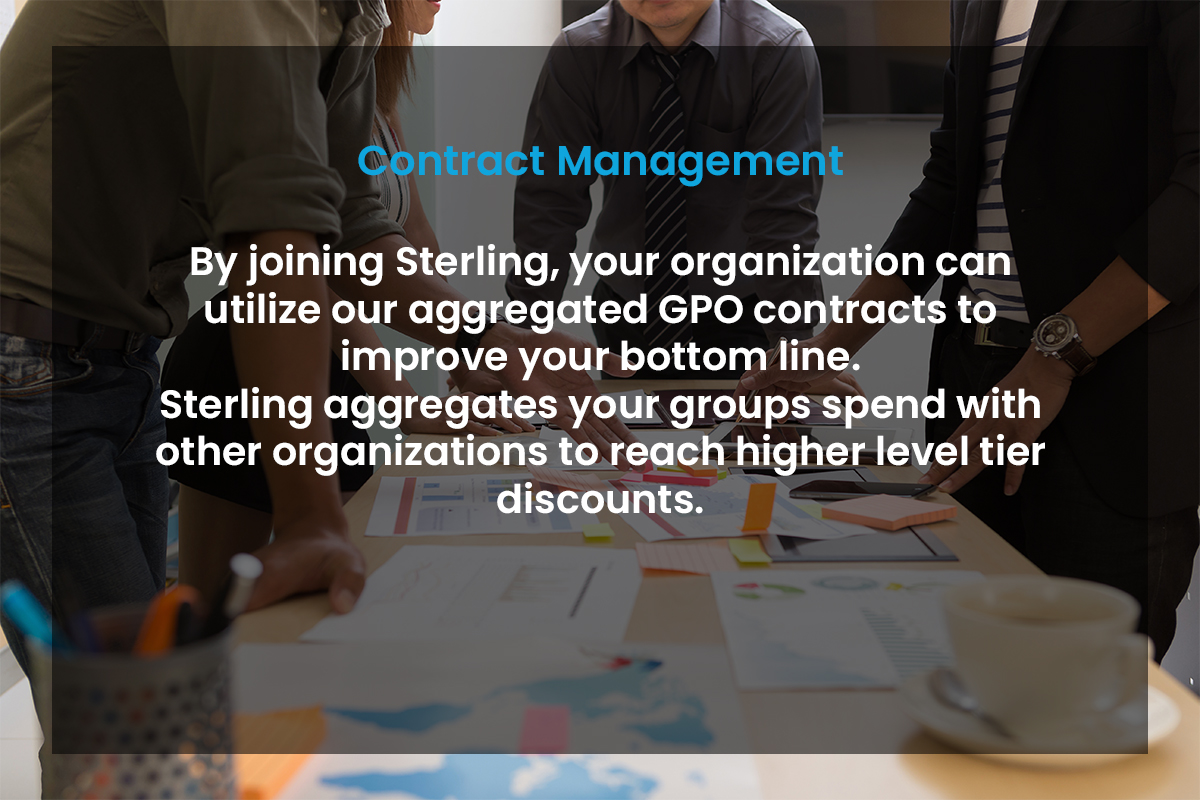 Contract Management
By joining Sterling, your organization can
utilize our aggregated GPO contracts to
improve your bottom line.
Sterling aggregates your groups spend with
other organizations to reach higher level tier
discounts.